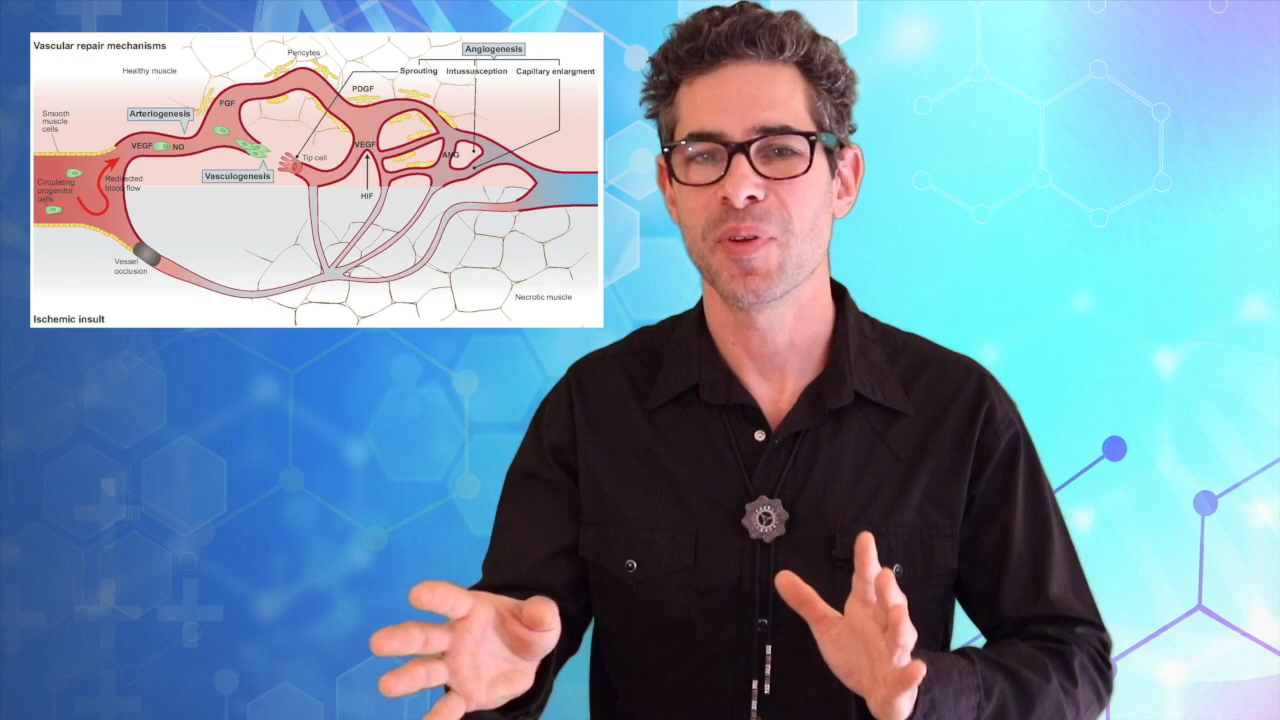 Vascular repair mechanisms
Angiogenesis
Pericytes
Healthy muscle
Sprouting
Intussusception
Capillary enlargment
PDGF
FGF
Arteriogenesis
Smooth
muscle
cells
VEGF
NO
VEGF
ANG
Tip cell
Vasculogenesis
Circulating
progenitor
cells
Redirected
blood flow
HIF
Vessel
occlusion
Necrotic muscle
Ischemic insult